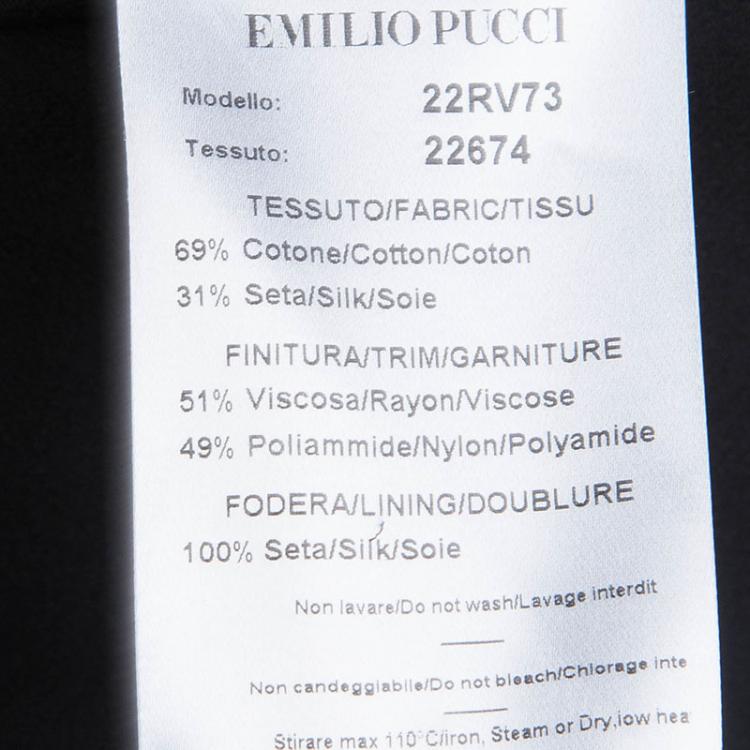 EMILIO PUCCI
Modello: 22RV73
Tessuto: 22674
TESSUTO/FABRIC/TISSU
69% Cotone/Cotton/Coton
31% Seta/Silk/Soie
FINITURA/TRIM/GARNITURE
51% Viscosa/Rayon/Viscose
49% Poliammide/Nylon/Polyamide
FODERA/LINING/DOUBLURE
100% Seta/Silk/Soie
Non lavare/Do not wash/Lavage interdit
Non candeggiabile/Do not bleach/Chlorage inte
Stirare max 110°C/iron, Steam or Dry,low hea